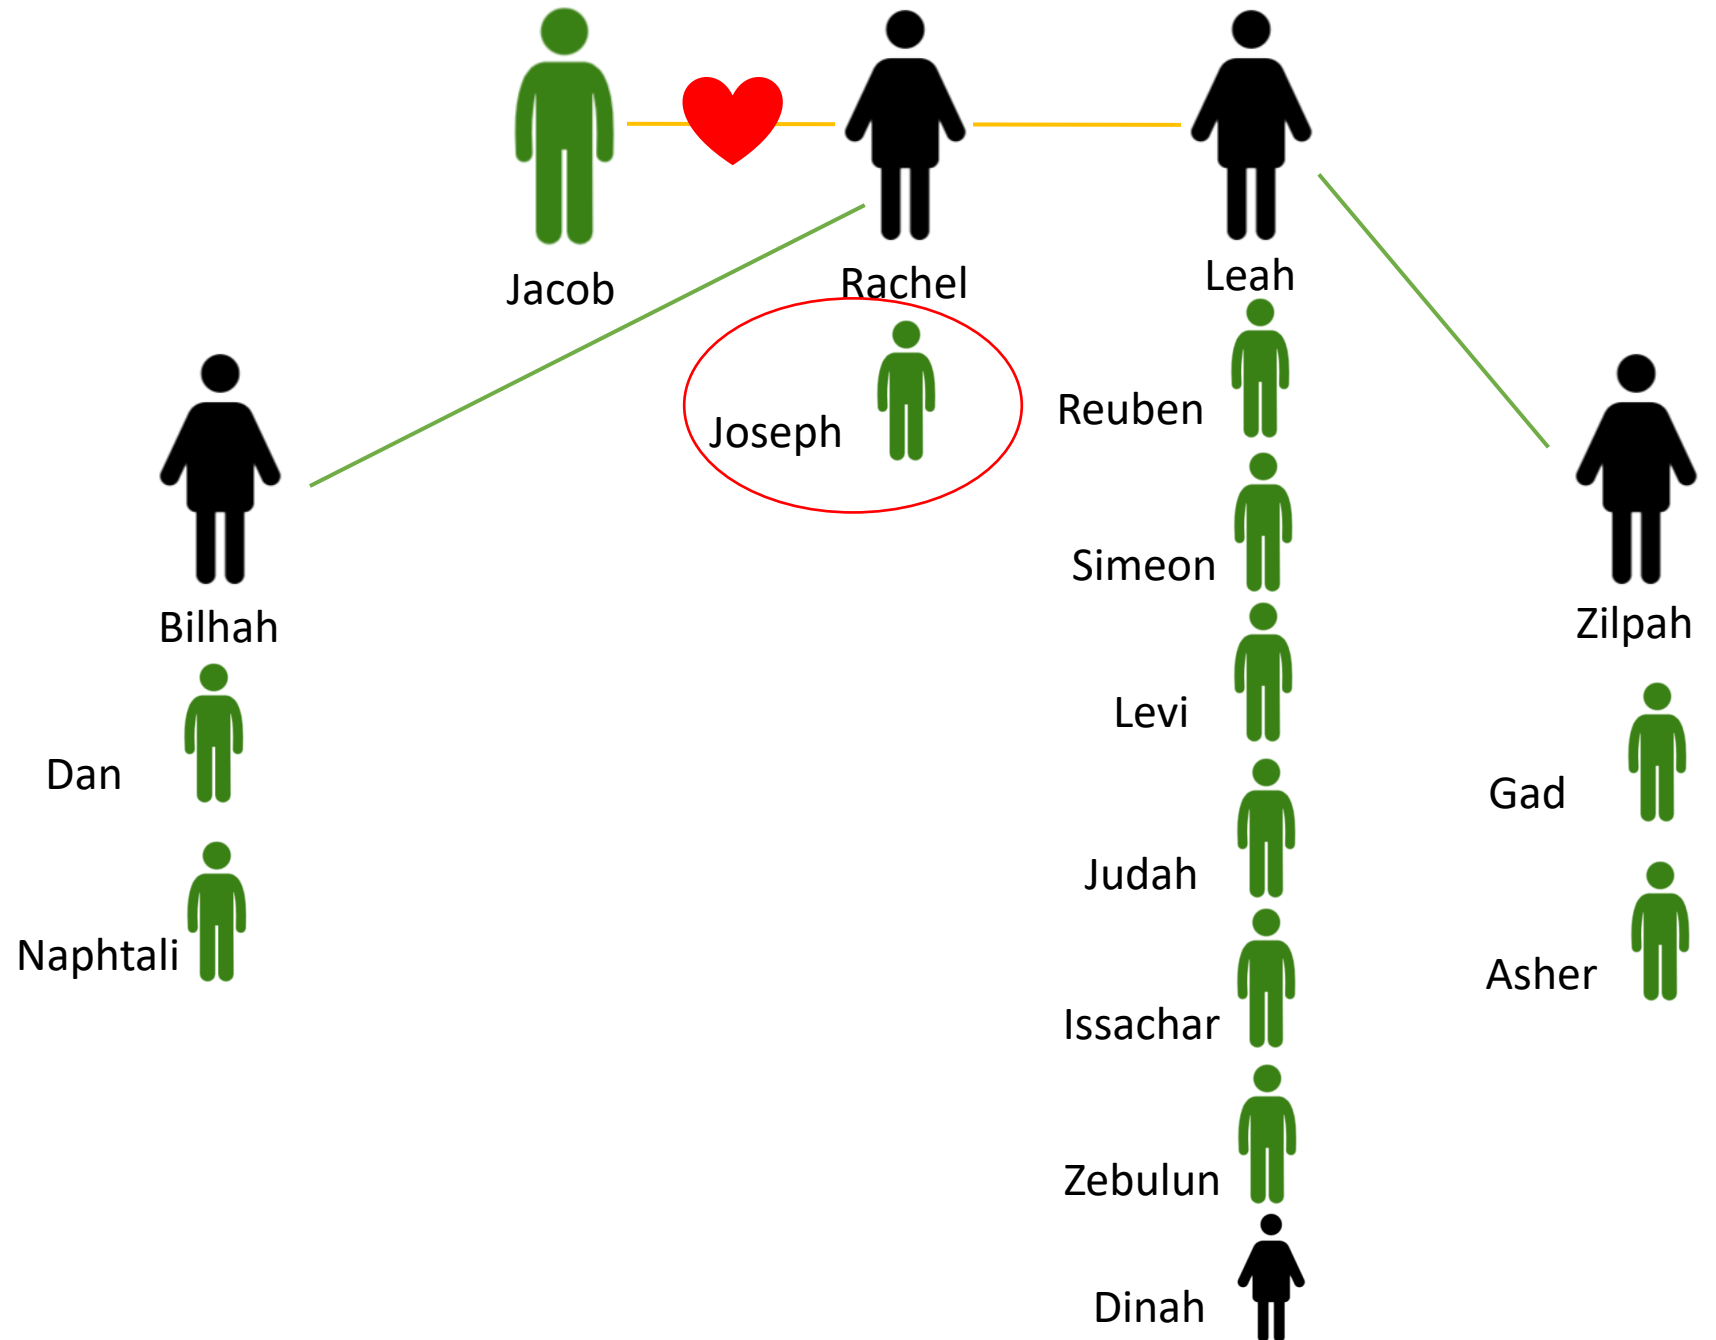 Jacob
Rachel
Leah
Joseph
Reuben
Simeon
Bilhah
Zilpah
Levi
Dan
Gad
Judah
Naphtali
Asher
Issachar
Zebulun
Dinah